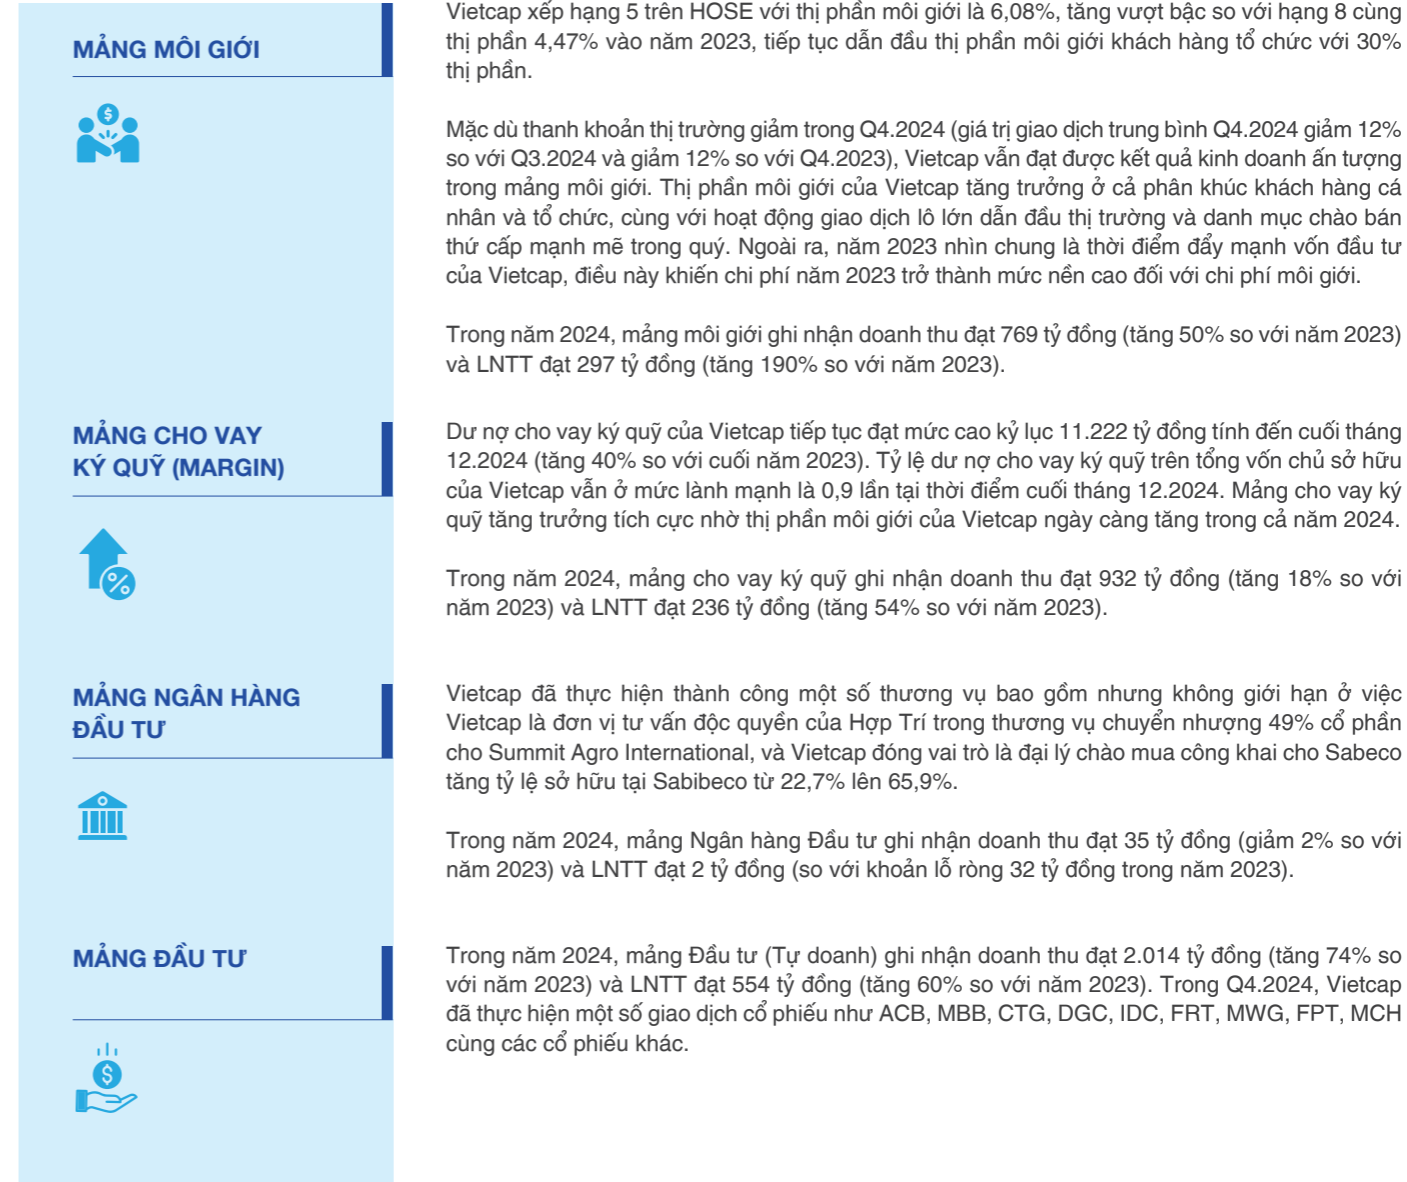 MẢNG MÔI GIỚI
Vietcap xếp hạng 5 trên HOSE với thị phần môi giới là 6,08%, tăng vượt bậc so với hạng 8 cùng
thị phần 4,47% vào năm 2023, tiếp tục dẫn đầu thị phần môi giới khách hàng tổ chức với 30%
thị phần.
Mặc dù thanh khoản thị trường giảm trong Q4.2024 (giá trị giao dịch trung bình Q4.2024 giảm 12%
so với Q3.2024 và giảm 12% so với Q4.2023), Vietcap vẫn đạt được kết quả kinh doanh ấn tượng
trong mảng môi giới. Thị phần môi giới của Vietcap tăng trưởng ở cả phân khúc khách hàng cá
nhân và tổ chức, cùng với hoạt động giao dịch lô lớn dẫn đầu thị trường và danh mục chào bán
thứ cấp mạnh mẽ trong quý. Ngoài ra, năm 2023 nhìn chung là thời điểm đẩy mạnh vốn đầu tư
của Vietcap, điều này khiến chi phí năm 2023 trở thành mức nền cao đối với chi phí môi giới.
Trong năm 2024, mảng môi giới ghi nhận doanh thu đạt 769 tỷ đồng (tăng 50% so với năm 2023)
và LNTT đạt 297 tỷ đồng (tăng 190% so với năm 2023).
MẢNG CHO VAY
KÝ QUỸ (MARGIN)
Dư nợ cho vay ký quỹ của Vietcap tiếp tục đạt mức cao kỷ lục 11.222 tỷ đồng tính đến cuối tháng
12.2024 (tăng 40% so với cuối năm 2023). Tỷ lệ dư nợ cho vay ký quỹ trên tổng vốn chủ sở hữu
của Vietcap vẫn ở mức lành mạnh là 0,9 lần tại thời điểm cuối tháng 12.2024. Mảng cho vay ký
quỹ tăng trưởng tích cực nhờ thị phần môi giới của Vietcap ngày càng tăng trong cả năm 2024.
Trong năm 2024, mảng cho vay ký quỹ ghi nhận doanh thu đạt 932 tỷ đồng (tăng 18% so với
năm 2023) và LNTT đạt 236 tỷ đồng (tăng 54% so với năm 2023).
MẢNG NGÂN HÀNG
ĐẦU TƯ
Vietcap đã thực hiện thành công một số thương vụ bao gồm nhưng không giới hạn ở việc
Vietcap là đơn vị tư vấn độc quyền của Hợp Trí trong thương vụ chuyển nhượng 49% cổ phần
cho Summit Agro International, và Vietcap đóng vai trò là đại lý chào mua công khai cho Sabeco
tăng tỷ lệ sở hữu tại Sabibeco từ 22,7% lên 65,9%.
Trong năm 2024, mảng Ngân hàng Đầu tư ghi nhận doanh thu đạt 35 tỷ đồng (giảm 2% so với
năm 2023) và LNTT đạt 2 tỷ đồng (so với khoản lỗ ròng 32 tỷ đồng trong năm 2023).
MẢNG ĐẦU TƯ
Trong năm 2024, mảng Đầu tư (Tự doanh) ghi nhận doanh thu đạt 2.014 tỷ đồng (tăng 74% so
với năm 2023) và LNTT đạt 554 tỷ đồng (tăng 60% so với năm 2023). Trong Q4.2024, Vietcap
đã thực hiện một số giao dịch cổ phiếu như ACB, MBB, CTG, DGC, IDC, FRT, MWG, FPT, MCH
cùng các cổ phiếu khác.